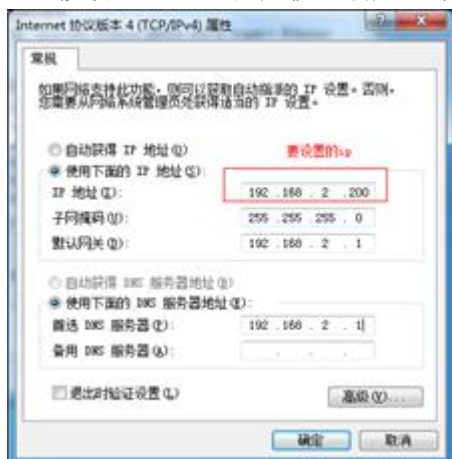 Internet 协议版本 4 (TCP/IPv4) 属性
常规
如果网络支持此功能，则可以获取自动指派的 IP 设置。否则，
您需要从网络系统管理员处获得适当的 IP 设置。
自动获得 IP 地址(O)
要设置的ip
使用下面的 IP 地址(S):
IP 地址(I): 192 .168 . 2 .200
子网掩码(U): 255 .255 .255 . 0
默认网关(D): 192 .168 . 2 . 1
自动获得 DNS 服务器地址(B)
使用下面的 DNS 服务器地址(E):
首选 DNS 服务器(P): 192 .168 . 2 . 1
备用 DNS 服务器(A): . . .
退出时验证设置(L)
高级(V)...
确定
取消